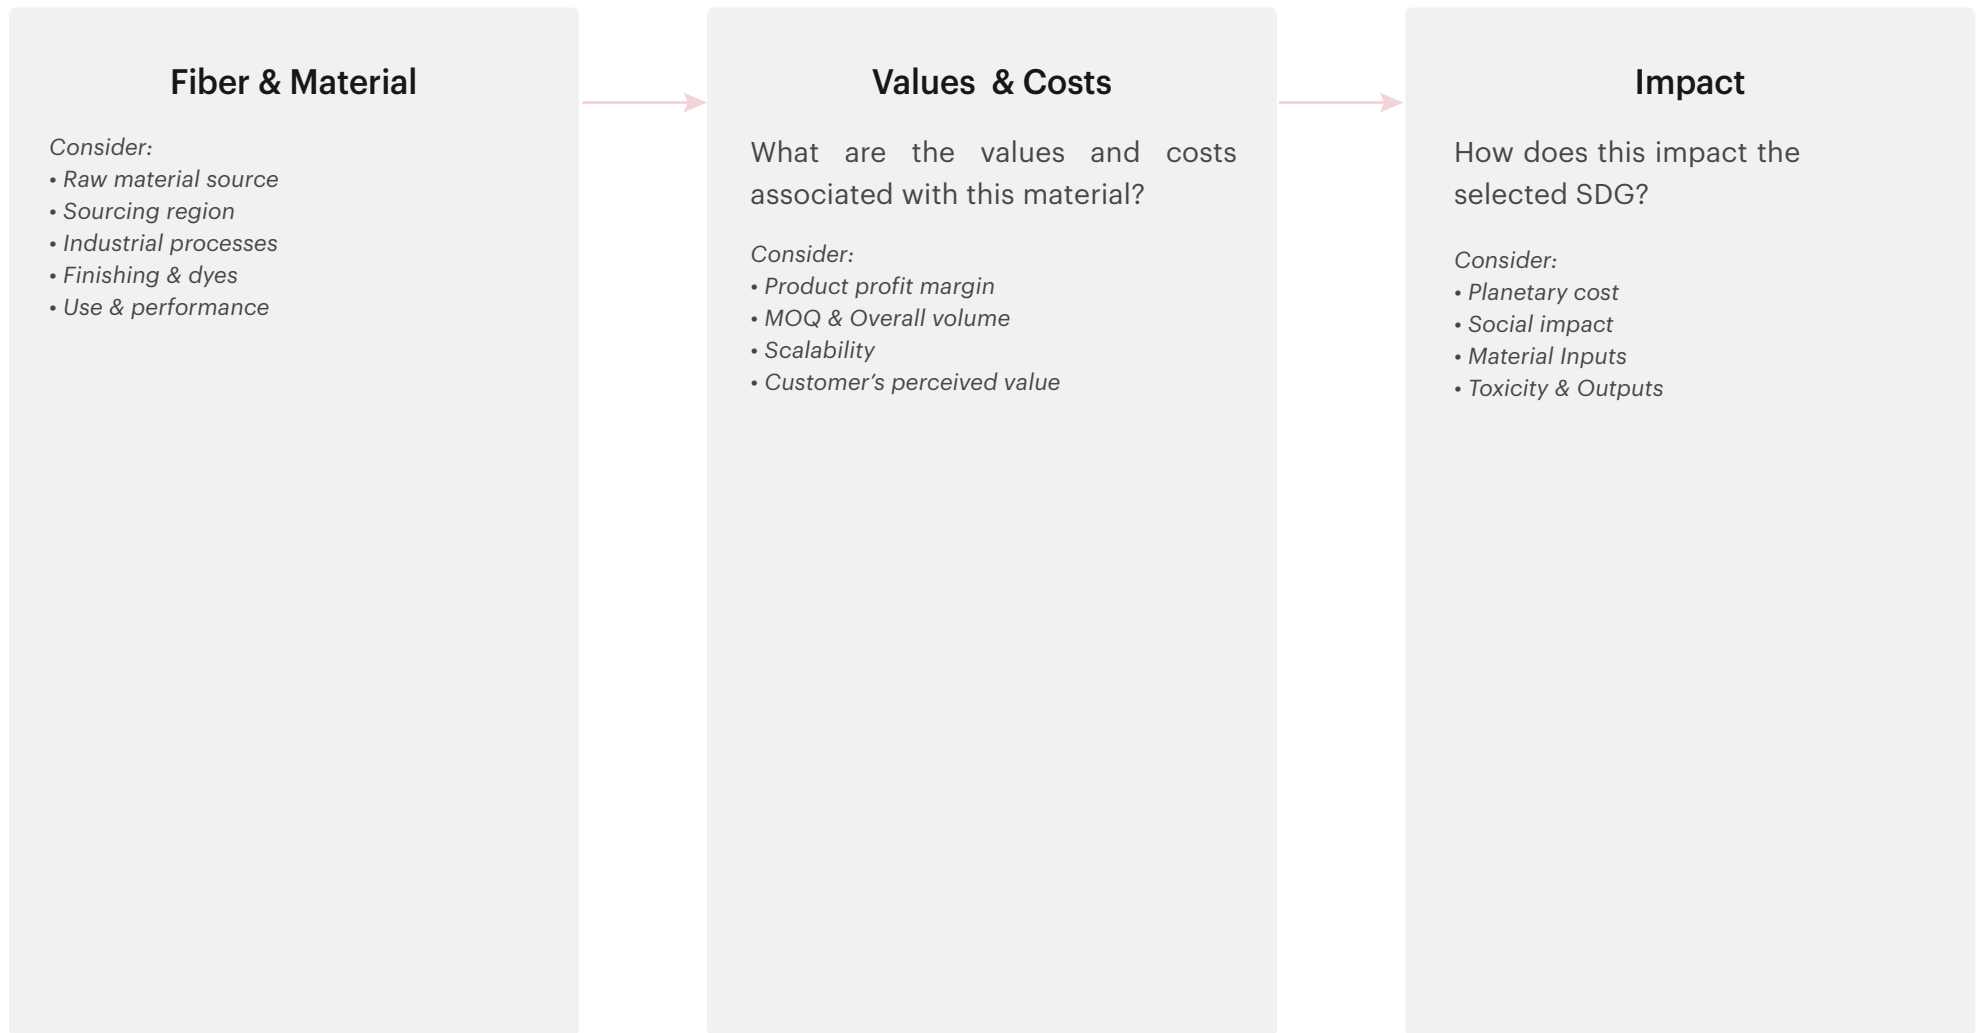 Fiber & Material
Consider:
• Raw material source
• Sourcing region
• Industrial processes
• Finishing & dyes
• Use & performance
Values & Costs
What are the values and costs
associated with this material?
Consider:
• Product profit margin
• MOQ & Overall volume
• Scalability
• Customer’s perceived value
Impact
How does this impact the
selected SDG?
Consider:
• Planetary cost
• Social impact
• Material Inputs
• Toxicity & Outputs